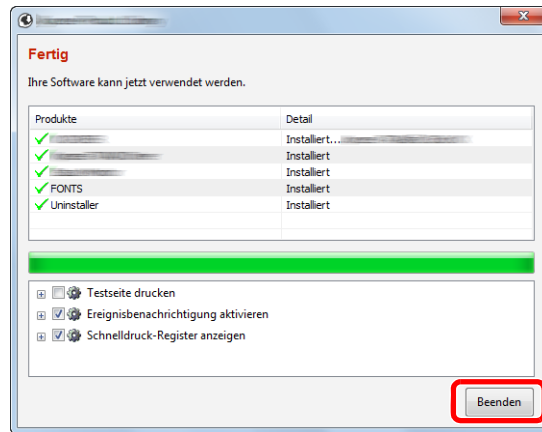 Fertig
Ihre Software kann jetzt verwendet werden.
Produkte Detail
Installiert...
Installiert
Installiert
FONTS Installiert
Uninstaller Installiert
Testseite drucken
Ereignisbenachrichtigung aktivieren
Schnelldruck-Register anzeigen
Beenden